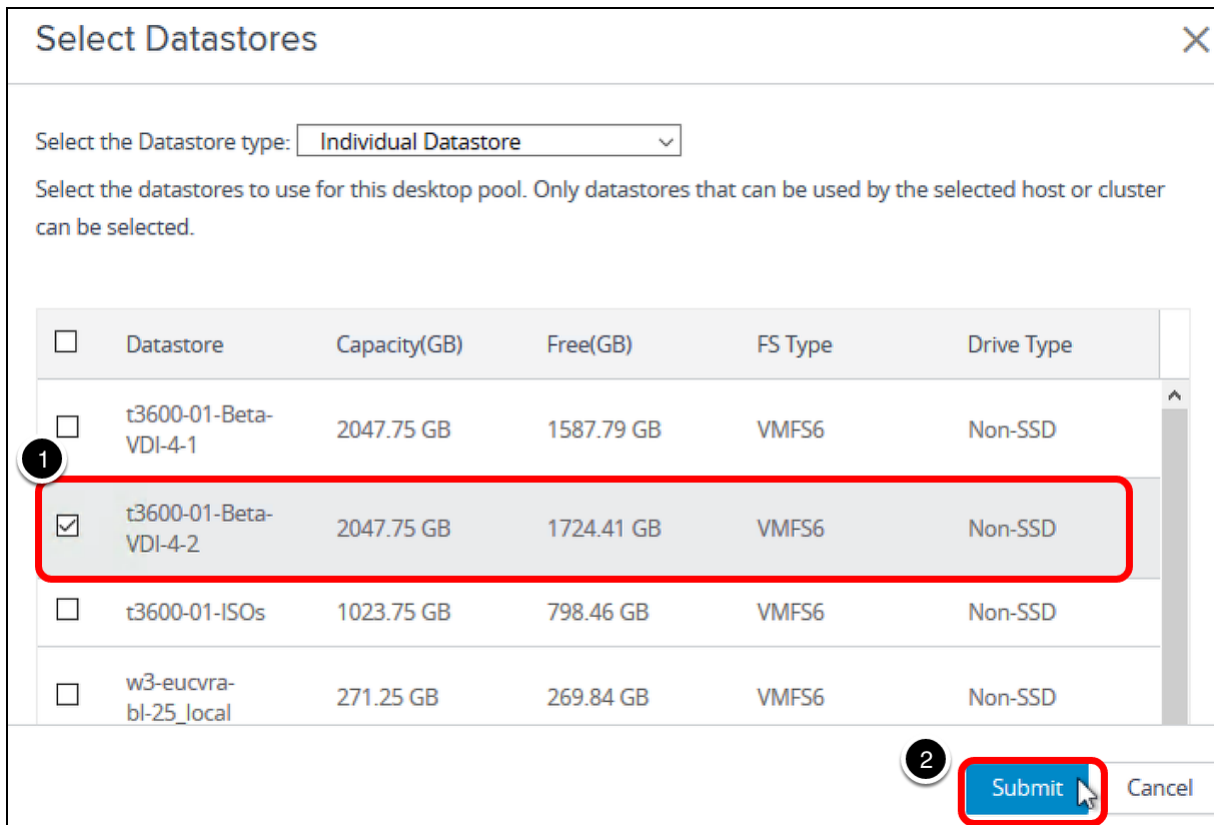 Select Datastores
Select the Datastore type: Individual Datastore
Select the datastores to use for this desktop pool. Only datastores that can be used by the selected host or cluster
can be selected.
Datastore Capacity(GB) Free(GB) FS Type Drive Type
t3600-01-Beta-
VDI-4-1 2047.75 GB 1587.79 GB VMFS6 Non-SSD
1
t3600-01-Beta-
VDI-4-2 2047.75 GB 1724.41 GB VMFS6 Non-SSD
t3600-01-ISOs 1023.75 GB 798.46 GB VMFS6 Non-SSD
w3-eucvra-
bl-25_local 271.25 GB 269.84 GB VMFS6 Non-SSD
2
Submit Cancel